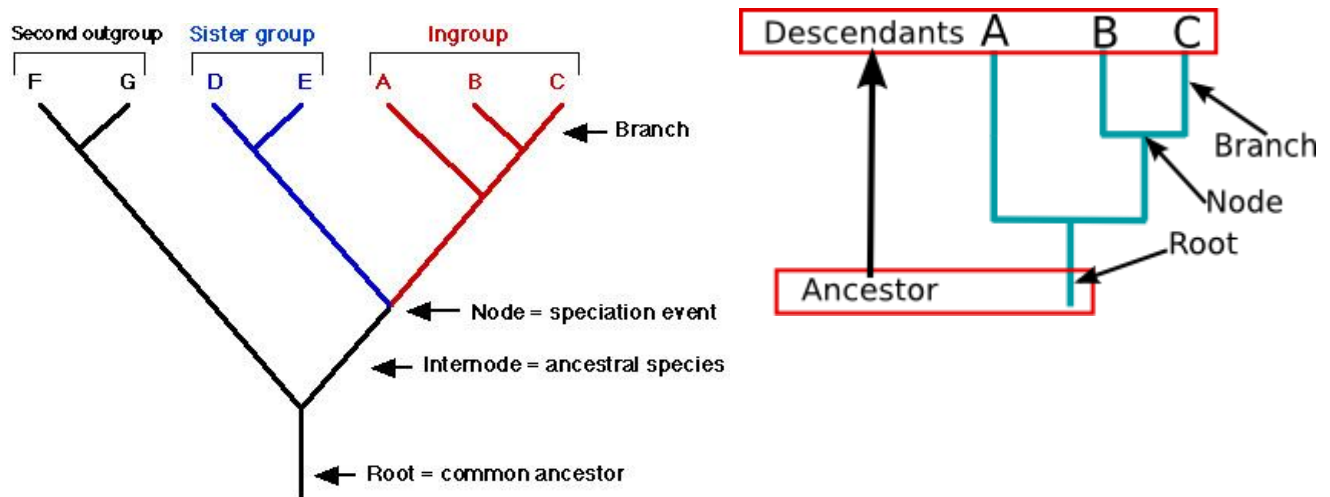 Second outgroup Sister group Ingroup
F G D E A B C
Branch
Node = speciation event
Internode = ancestral species
Root = common ancestor
Descendants A B C
Branch
Node
Root
Ancestor